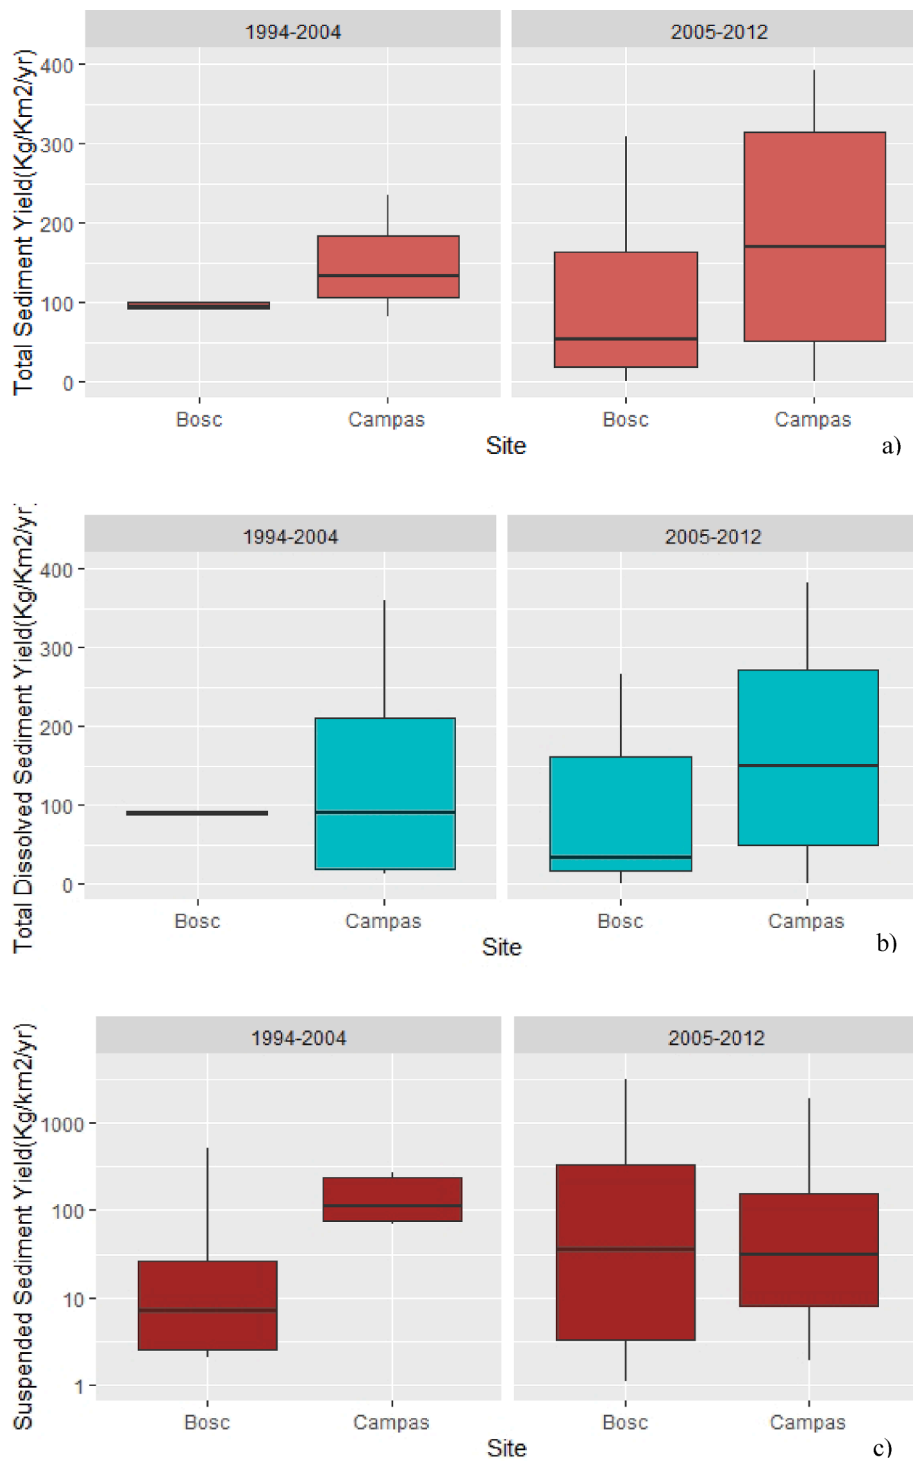 1994-2004
2005-2012
Total Sediment Yield(Kg/Km2/yr)
400
300
200
100
0
Bosc
Campas
Bosc
Campas
Site
a)
1994-2004
2005-2012
Total Dissolved Sediment Yield(Kg/Km2/yr)
400
300
200
100
0
Bosc
Campas
Bosc
Campas
Site
b)
1994-2004
2005-2012
Suspended Sediment Yield(Kg/km2/yr)
1000
100
10
1
Bosc
Campas
Bosc
Campas
Site
c)